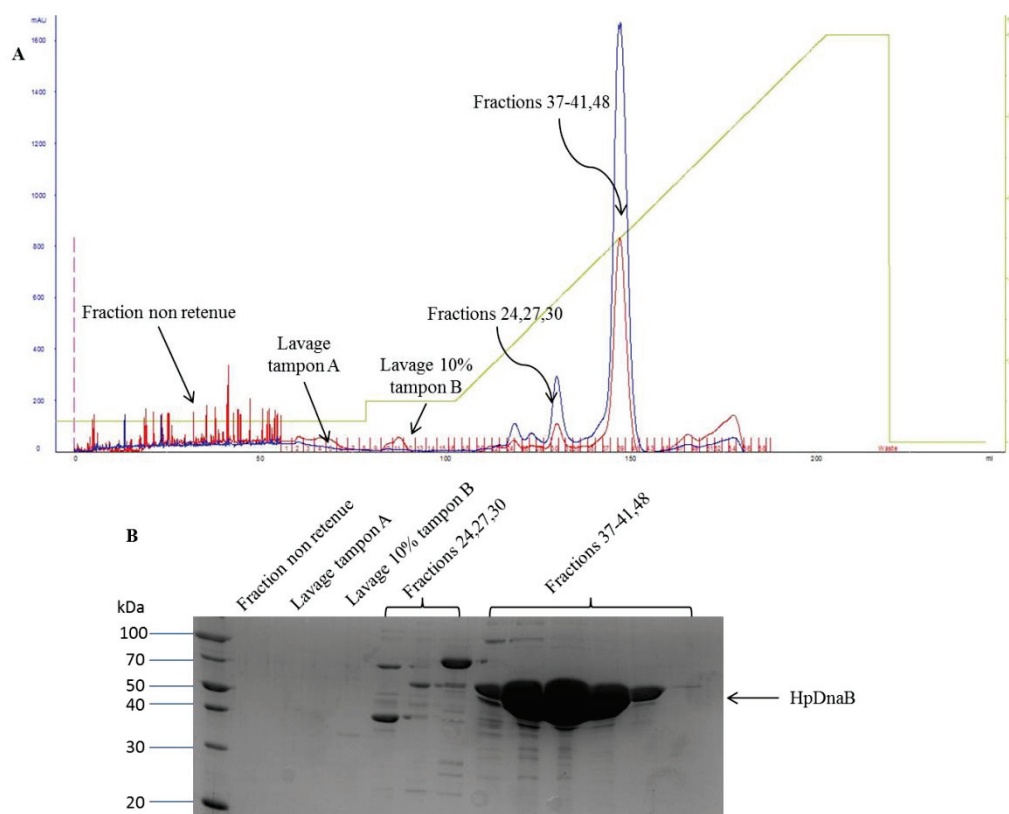 mAU
A
1600
1400
1200
1000
800
600
400
200
0
Fractions 37-41,48
Fractions 24,27,30
Fraction non retenue
Lavage
tampon A
Lavage 10%
tampon B
0
50
100
150
200
ml
Waste
B
Fraction non retenue
Lavage tampon A
Lavage 10% tampon B
Fractions 24,27,30
Fractions 37-41,48
kDa
100
70
50
40
30
20
HpDnaB